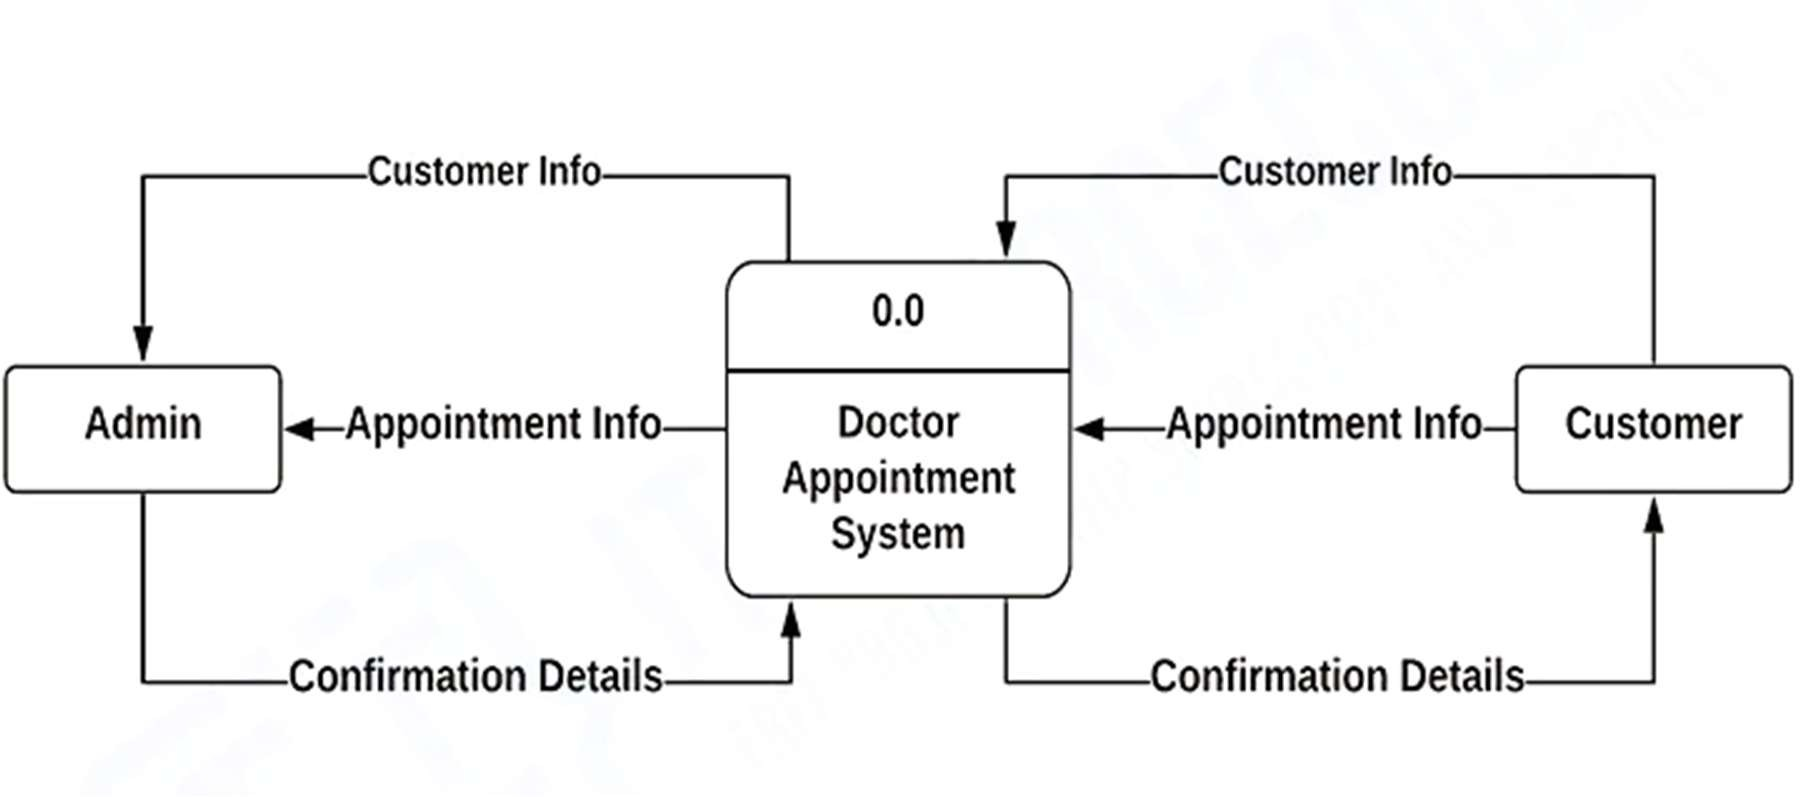 Customer Info
Customer Info
0.0
Admin
Appointment Info
Doctor
Appointment
System
Appointment Info
Customer
Confirmation Details
Confirmation Details